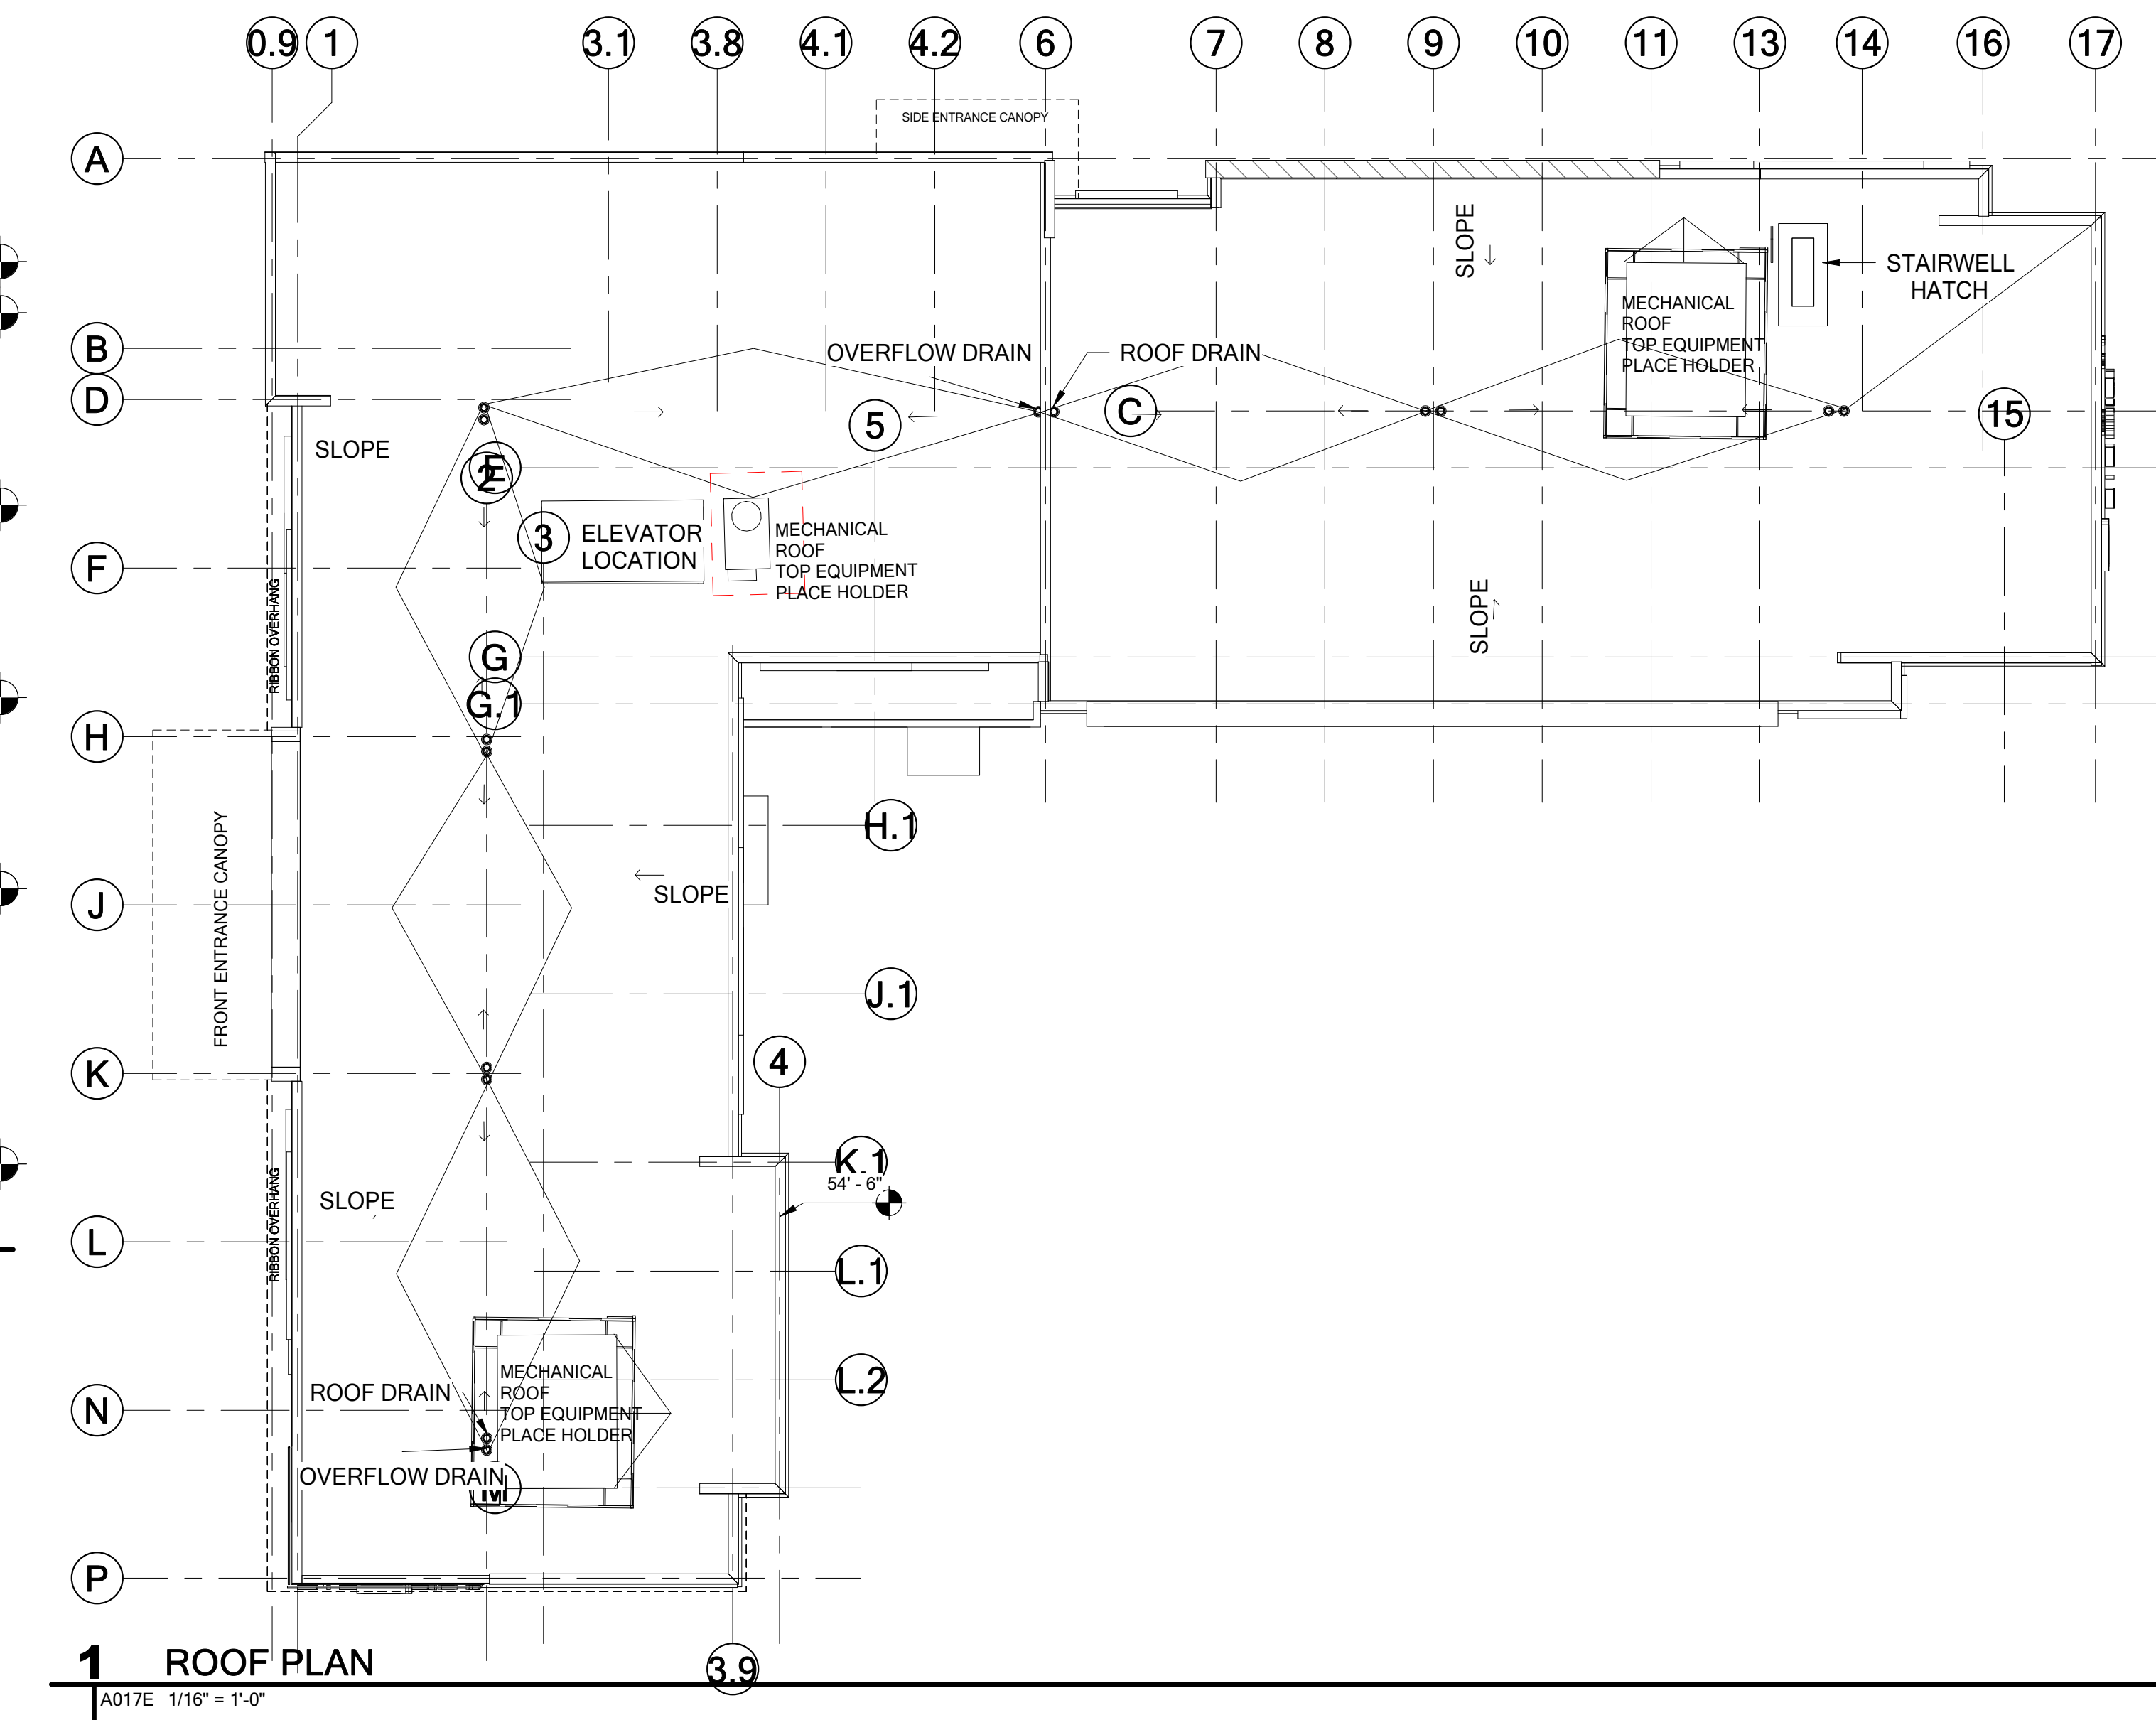 0.9
1
3.1
3.8
4.1
4.2
6
7
8
9
10
11
13
14
16
17
SIDE ENTRANCE CANOPY
A
SLOPE
STAIRWELL
HATCH
MECHANICAL
ROOF
TOP EQUIPMENT
PLACE HOLDER
B
OVERFLOW DRAIN
ROOF DRAIN
D
C
5
15
SLOPE
E
2
3
ELEVATOR
LOCATION
MECHANICAL
ROOF
TOP EQUIPMENT
PLACE HOLDER
F
RIBBON OVERHANG
SLOPE
G
G.1
H
H.1
FRONT ENTRANCE CANOPY
SLOPE
J
J.1
4
K
K.1
54' - 6"
RIBBON OVERHANG
SLOPE
L
L.1
L.2
MECHANICAL
ROOF
TOP EQUIPMENT
PLACE HOLDER
ROOF DRAIN
N
OVERFLOW DRAIN
M
P
3.9
1
ROOF PLAN
A017E 1/16" = 1'-0"